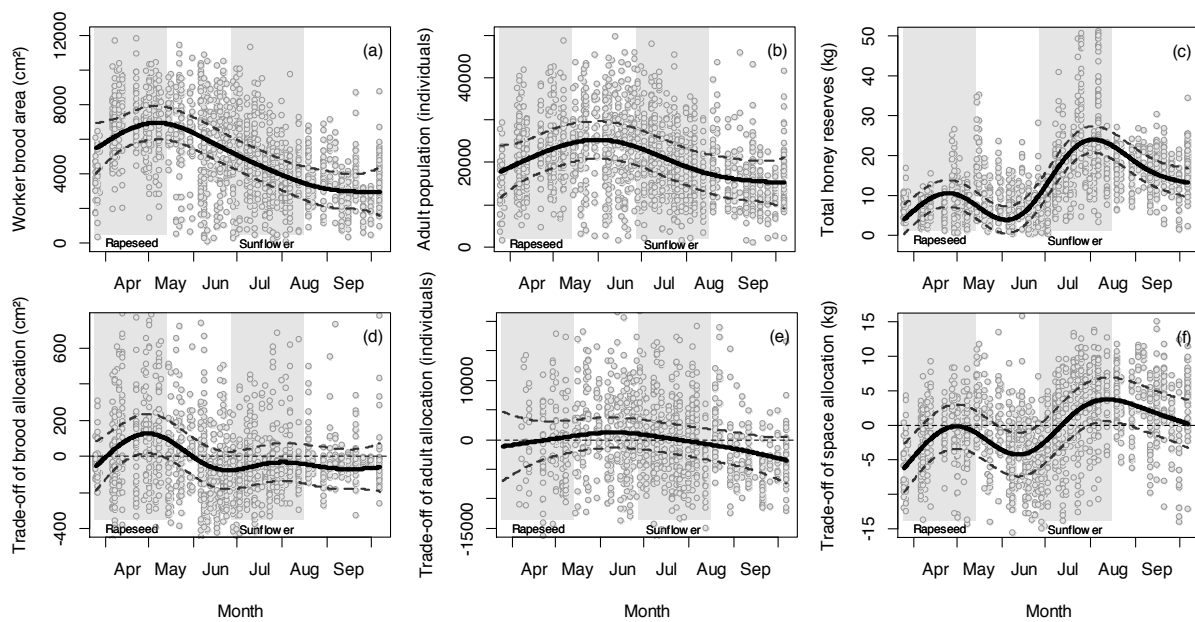 Worker brood area (cm²)
12000
8000
4000
0
(a)
Rapeseed
Sunflower
Apr May Jun Jul Aug Sep
Adult population (individuals)
40000
20000
0
(b)
Rapeseed
Sunflower
Apr May Jun Jul Aug Sep
Total honey reserves (kg)
50
40
30
20
10
0
(c)
Rapeseed
Sunflower
Apr May Jun Jul Aug Sep
Trade-off of brood allocation (cm²)
600
200
0
-400
(d)
Rapeseed
Sunflower
Apr May Jun Jul Aug Sep
Month
Trade-off of adult allocation (individuals)
10000
0
-15000
(e)
Rapeseed
Sunflower
Apr May Jun Jul Aug Sep
Month
Trade-off of space allocation (kg)
15
10
5
0
-5
-15
(f)
Rapeseed
Sunflower
Apr May Jun Jul Aug Sep
Month